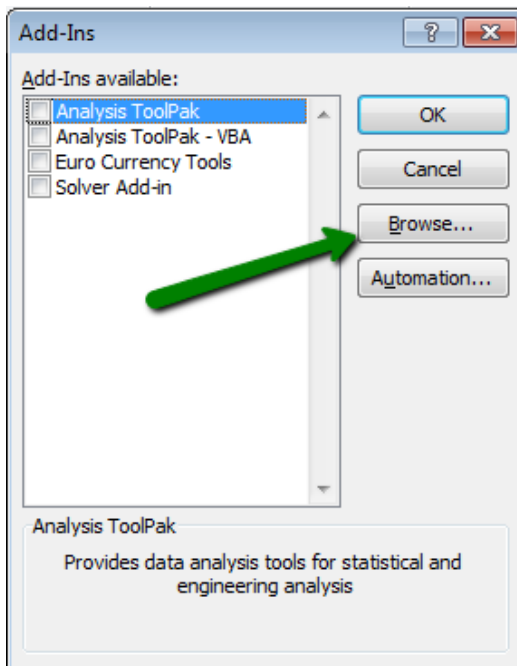 Add-Ins
?
Add-Ins available:
Analysis ToolPak
Analysis ToolPak - VBA
Euro Currency Tools
Solver Add-in
OK
Cancel
Browse...
Automation...
Analysis ToolPak
Provides data analysis tools for statistical and
engineering analysis